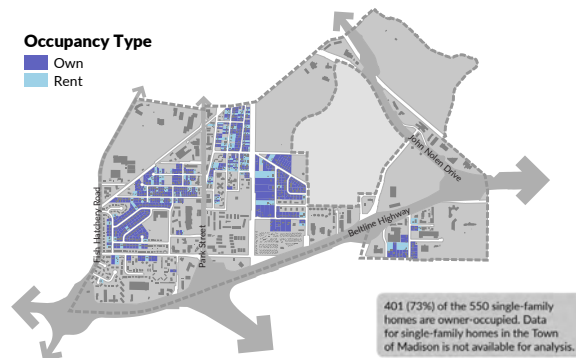 Occupancy Type
Own
Rent
John Nolen Drive
Fish Hatchery Road
Park Street
Beltline Highway
401 (73%) of the 550 single-family
homes are owner-occupied. Data
for single-family homes in the Town
of Madison is not available for analysis.